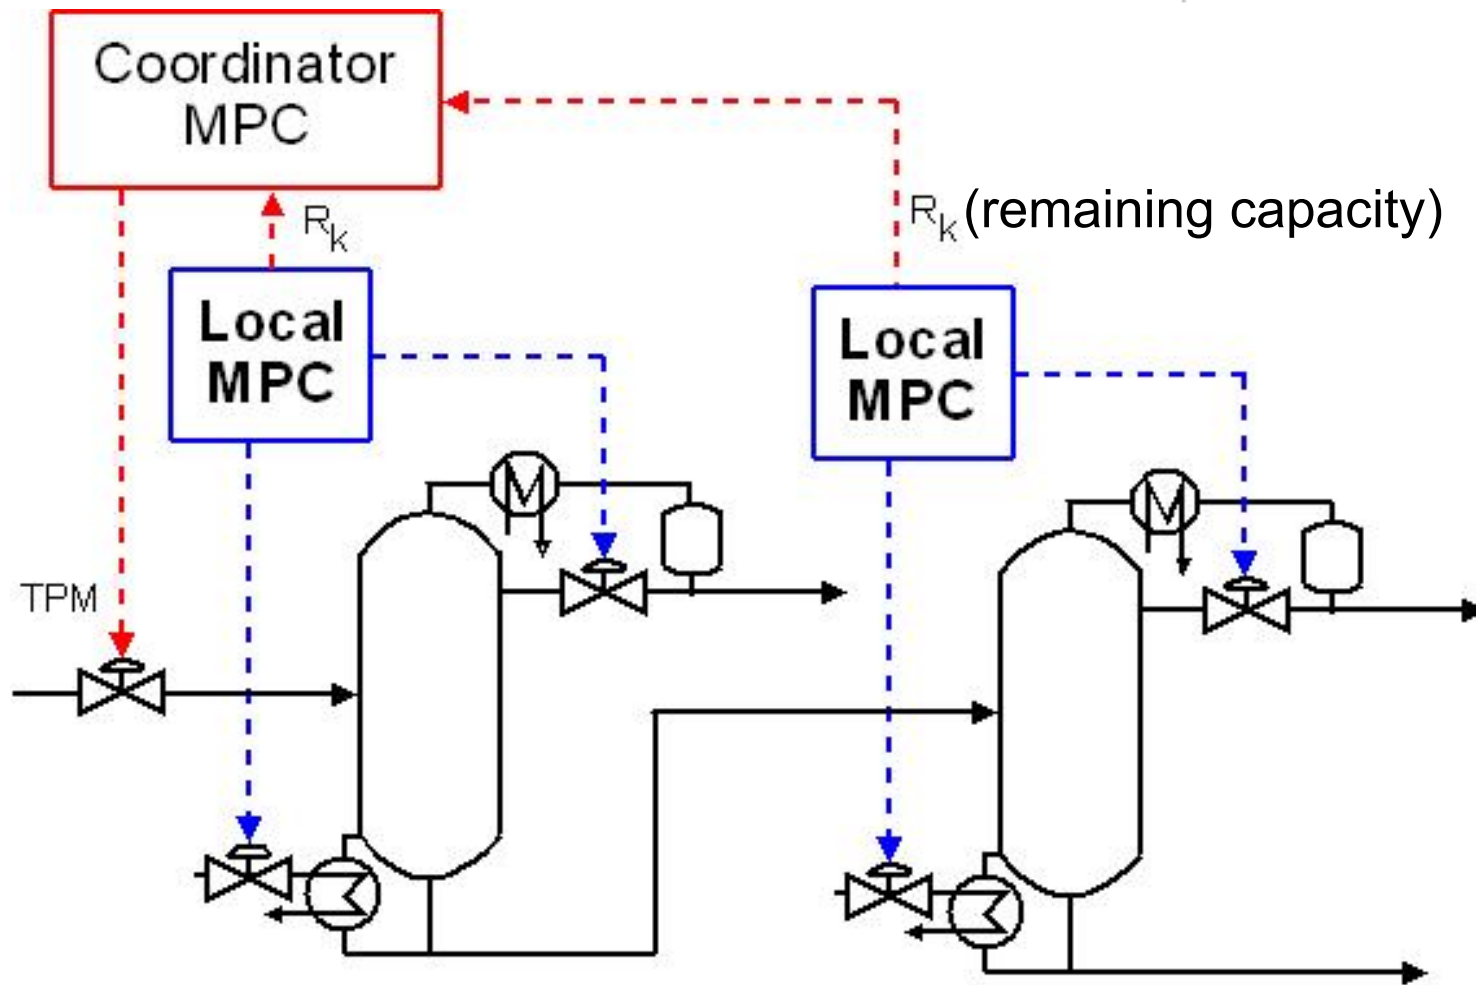 Coordinator
MPC
Rk
Rk (remaining capacity)
Local
MPC
Local
MPC
TPM